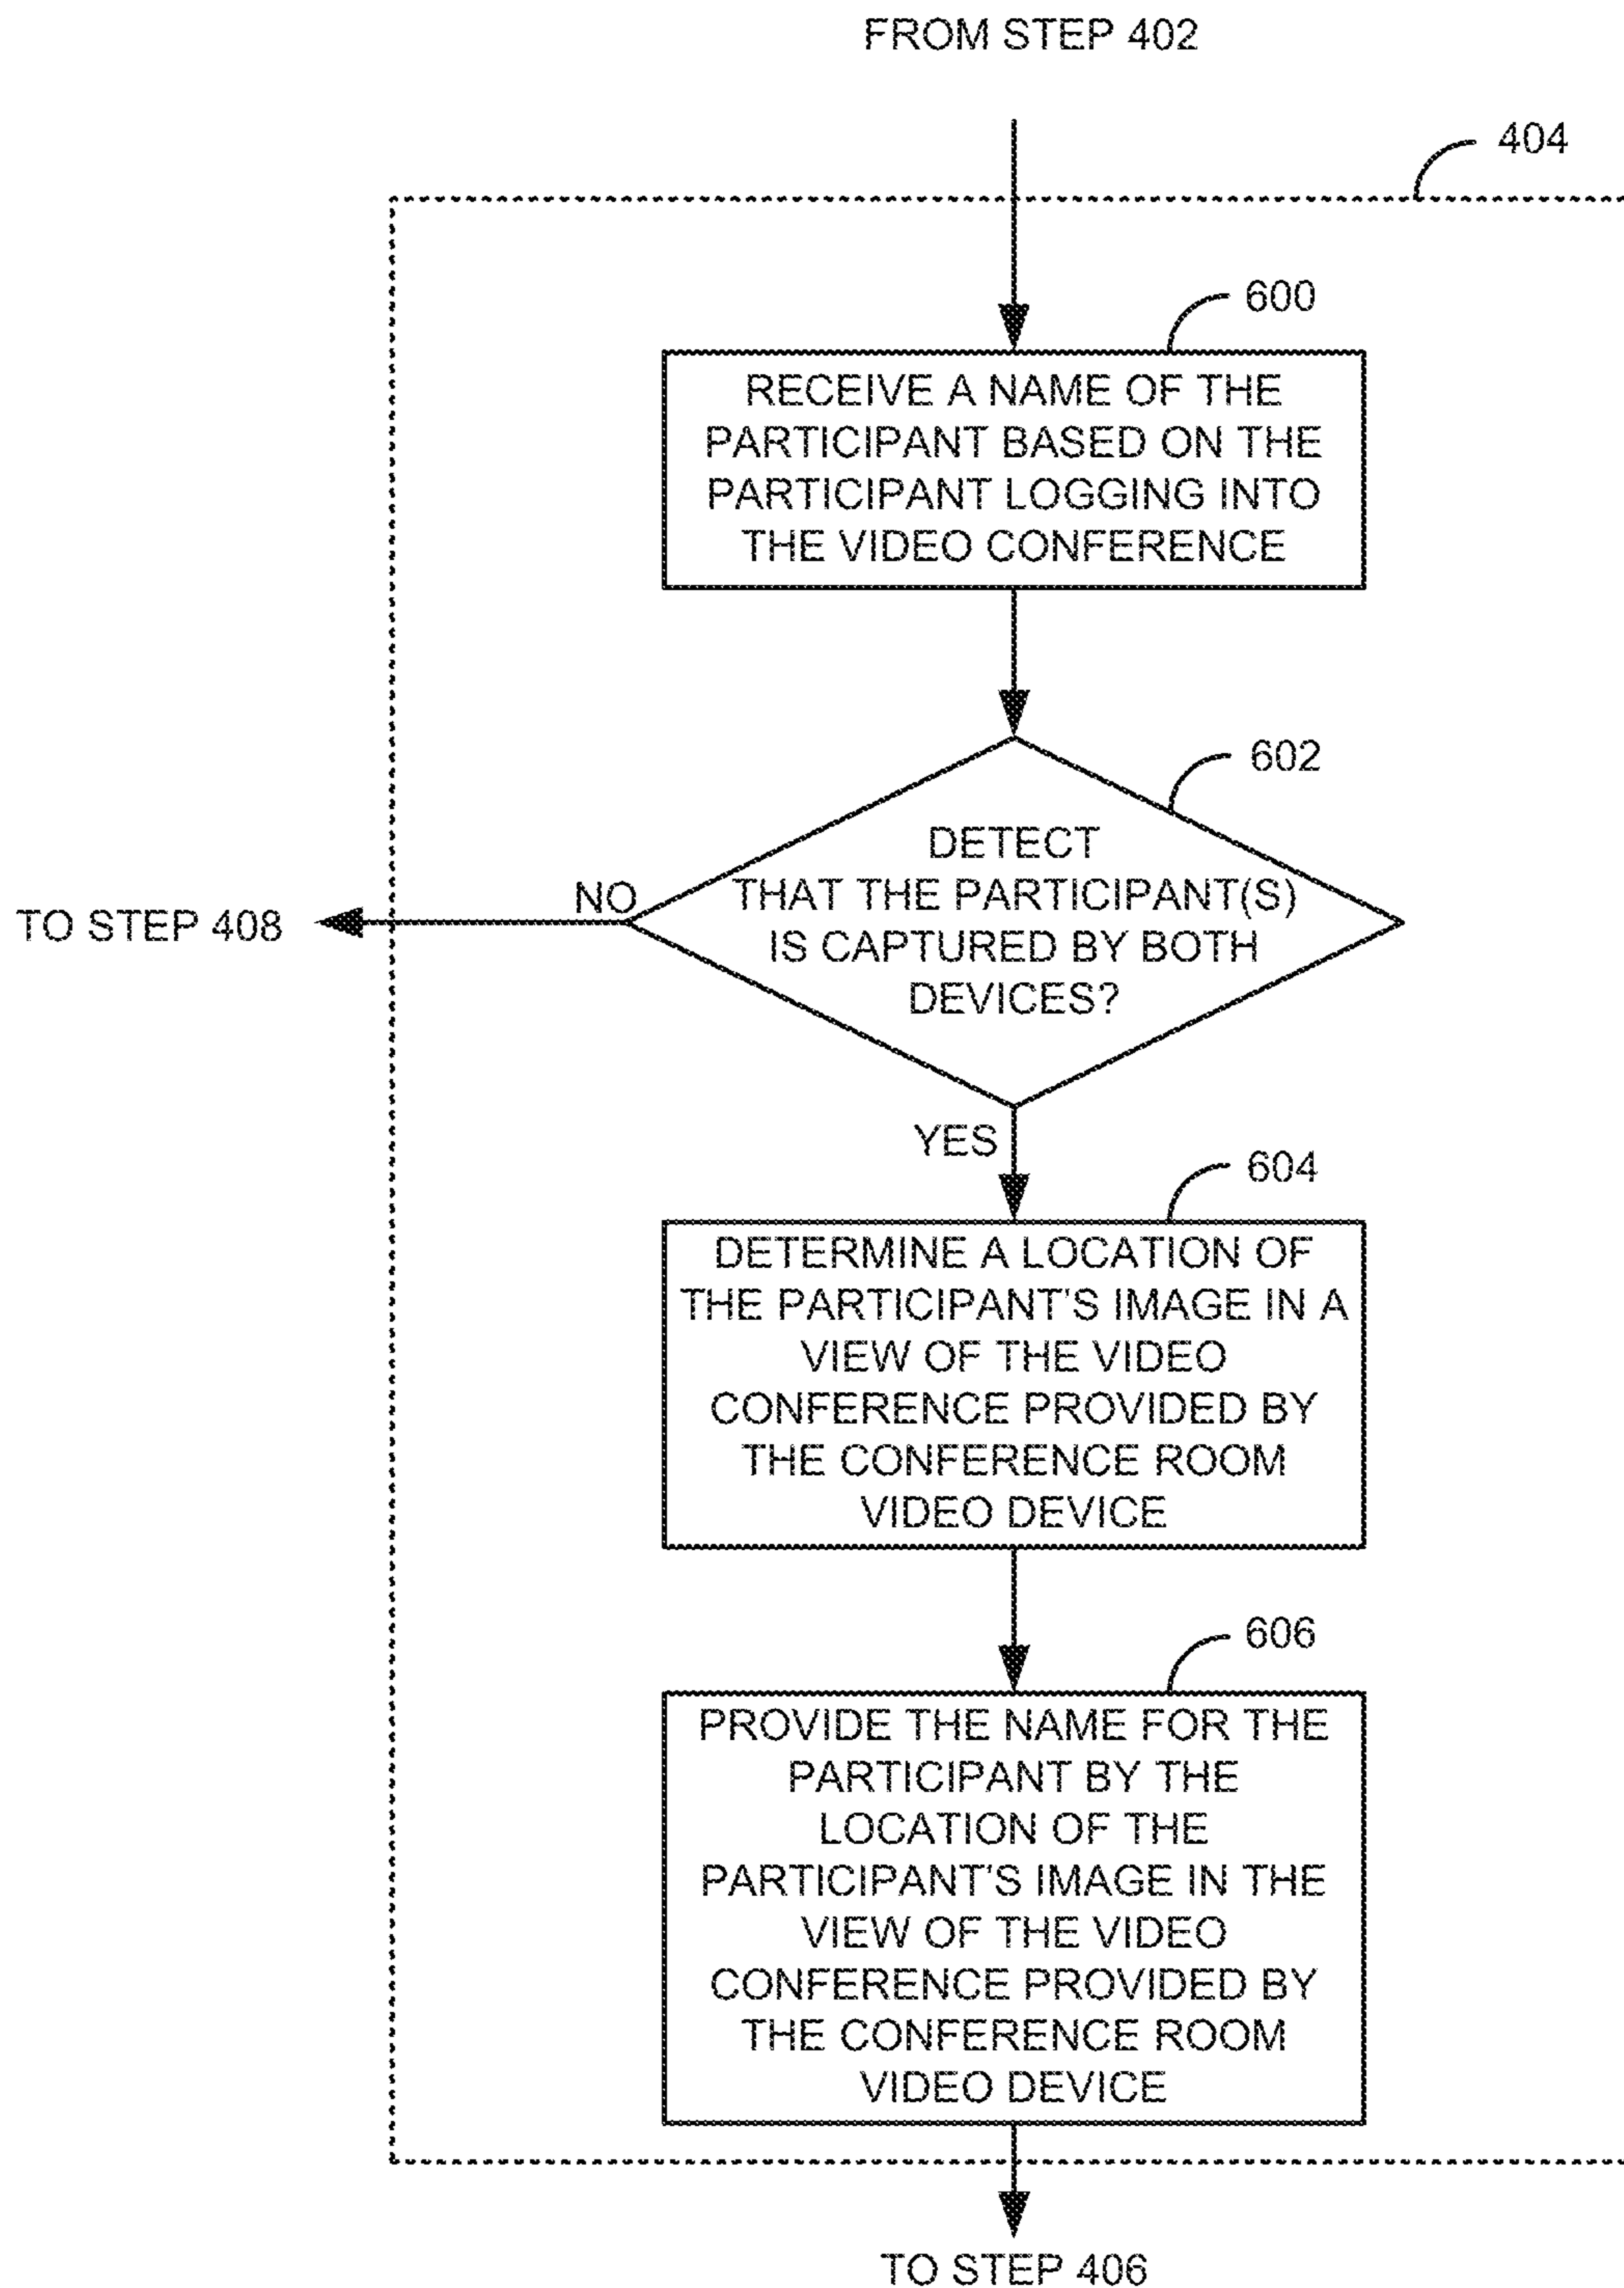 FROM STEP 402
404
600
RECEIVE A NAME OF THE
PARTICIPANT BASED ON THE
PARTICIPANT LOGGING INTO
THE VIDEO CONFERENCE
602
DETECT
THAT THE PARTICIPANT(S)
IS CAPTURED BY BOTH
DEVICES?
NO
TO STEP 408
YES
604
DETERMINE A LOCATION OF
THE PARTICIPANT'S IMAGE IN A
VIEW OF THE VIDEO
CONFERENCE PROVIDED BY
THE CONFERENCE ROOM
VIDEO DEVICE
606
PROVIDE THE NAME FOR THE
PARTICIPANT BY THE
LOCATION OF THE
PARTICIPANT'S IMAGE IN THE
VIEW OF THE VIDEO
CONFERENCE PROVIDED BY
THE CONFERENCE ROOM
VIDEO DEVICE
TO STEP 406